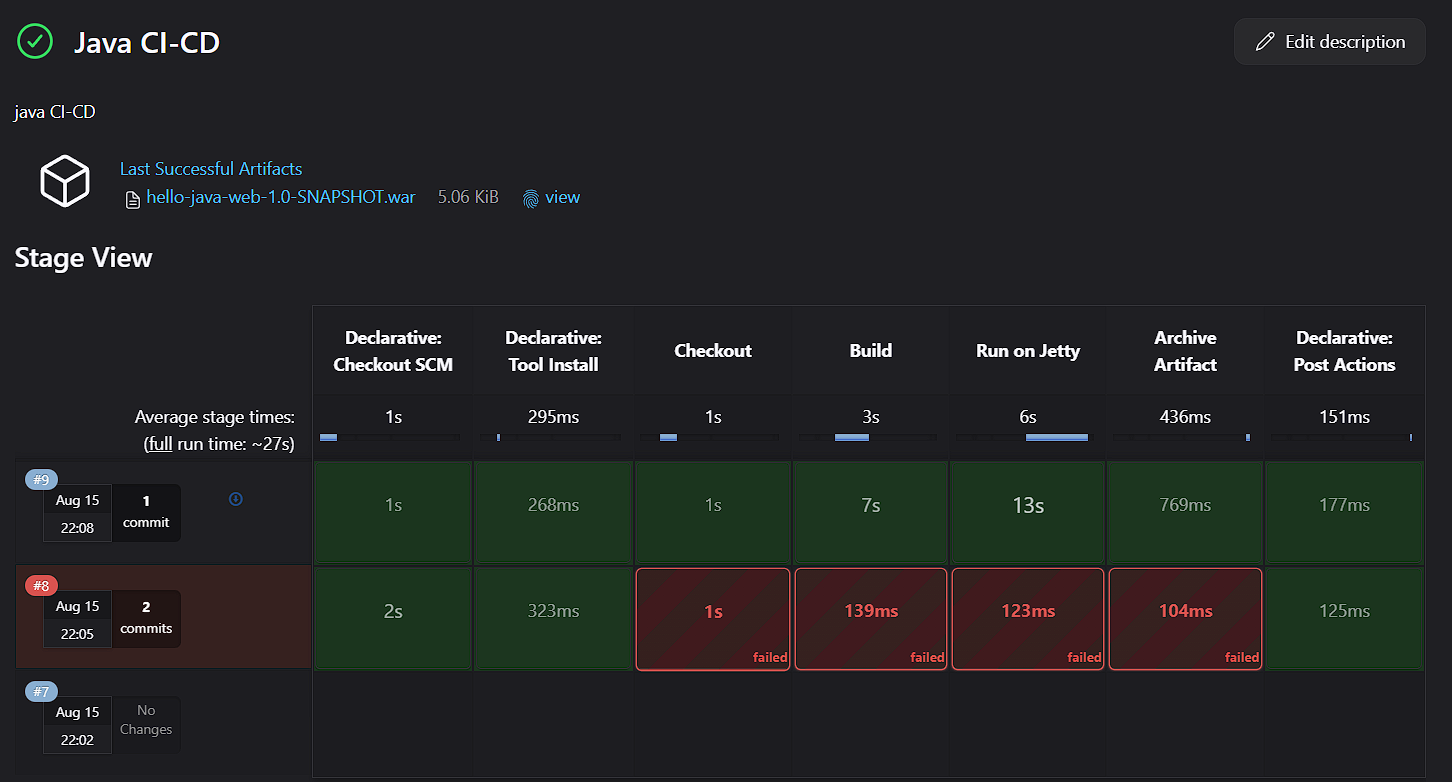 Java CI-CD
Edit description
java CI-CD
Last Successful Artifacts
hello-java-web-1.0-SNAPSHOT.war 5.06 KiB view
Stage View
Declarative: Checkout SCM
Declarative: Tool Install
Checkout
Build
Run on Jetty
Archive Artifact
Declarative: Post Actions
Average stage times:
(full run time: ~27s)
1s 295ms 1s 3s 6s 436ms 151ms
#9
Aug 15
22:08
1
commit
1s 268ms 1s 7s 13s 769ms 177ms
#8
Aug 15
22:05
2
commits
2s 323ms 1s 139ms 123ms 104ms 125ms
failed failed failed failed
#7
Aug 15
22:02
No
Changes